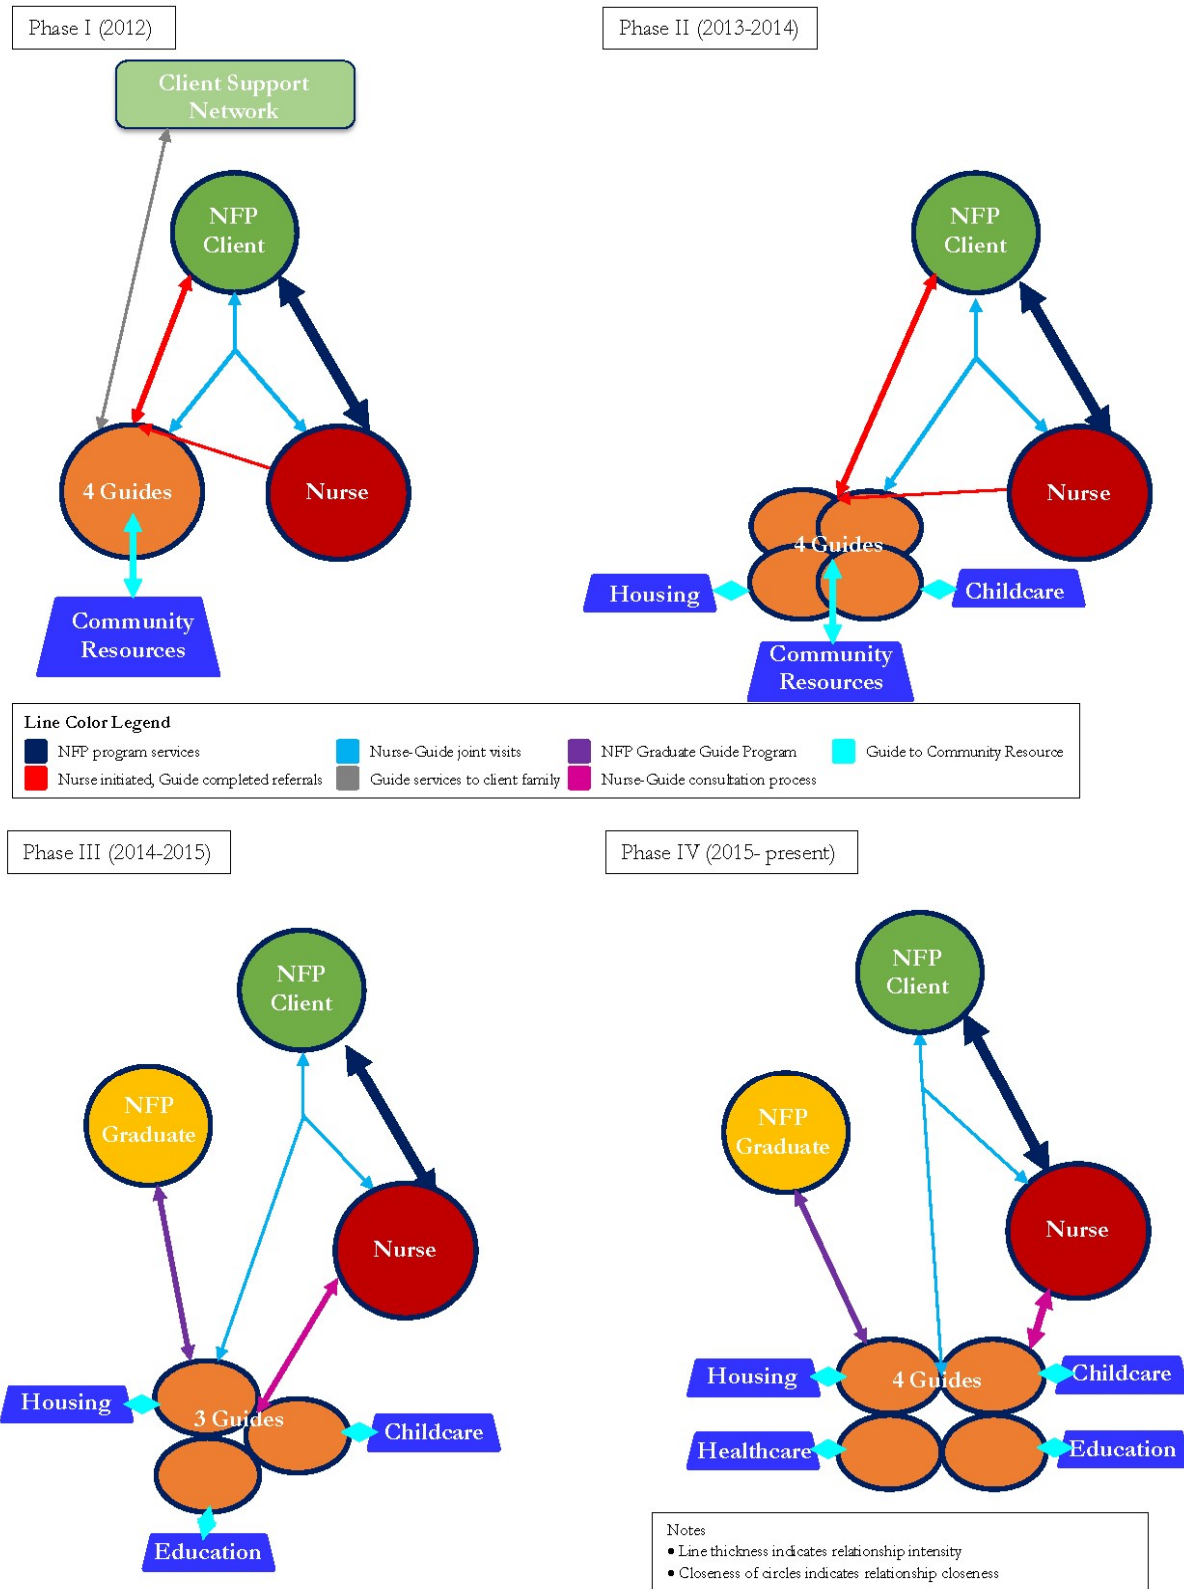 Phase I (2012)
Client Support
Network
NFP
Client
4 Guides
Nurse
Community
Resources
Phase II (2013-2014)
NFP
Client
Nurse
4 Guides
Housing
Childcare
Community
Resources
Line Color Legend
NFP program services
Nurse-Guide joint visits
NFP Graduate Guide Program
Guide to Community Resource
Nurse initiated, Guide completed referrals
Guide services to client family
Nurse-Guide consultation process
Phase III (2014-2015)
NFP
Client
NFP
Graduate
Nurse
Housing
3 Guides
Childcare
Education
Phase IV (2015- present)
NFP
Client
NFP
Graduate
Nurse
Housing
4 Guides
Childcare
Healthcare
Education
Notes
• Line thickness indicates relationship intensity
• Closeness of circles indicates relationship closeness